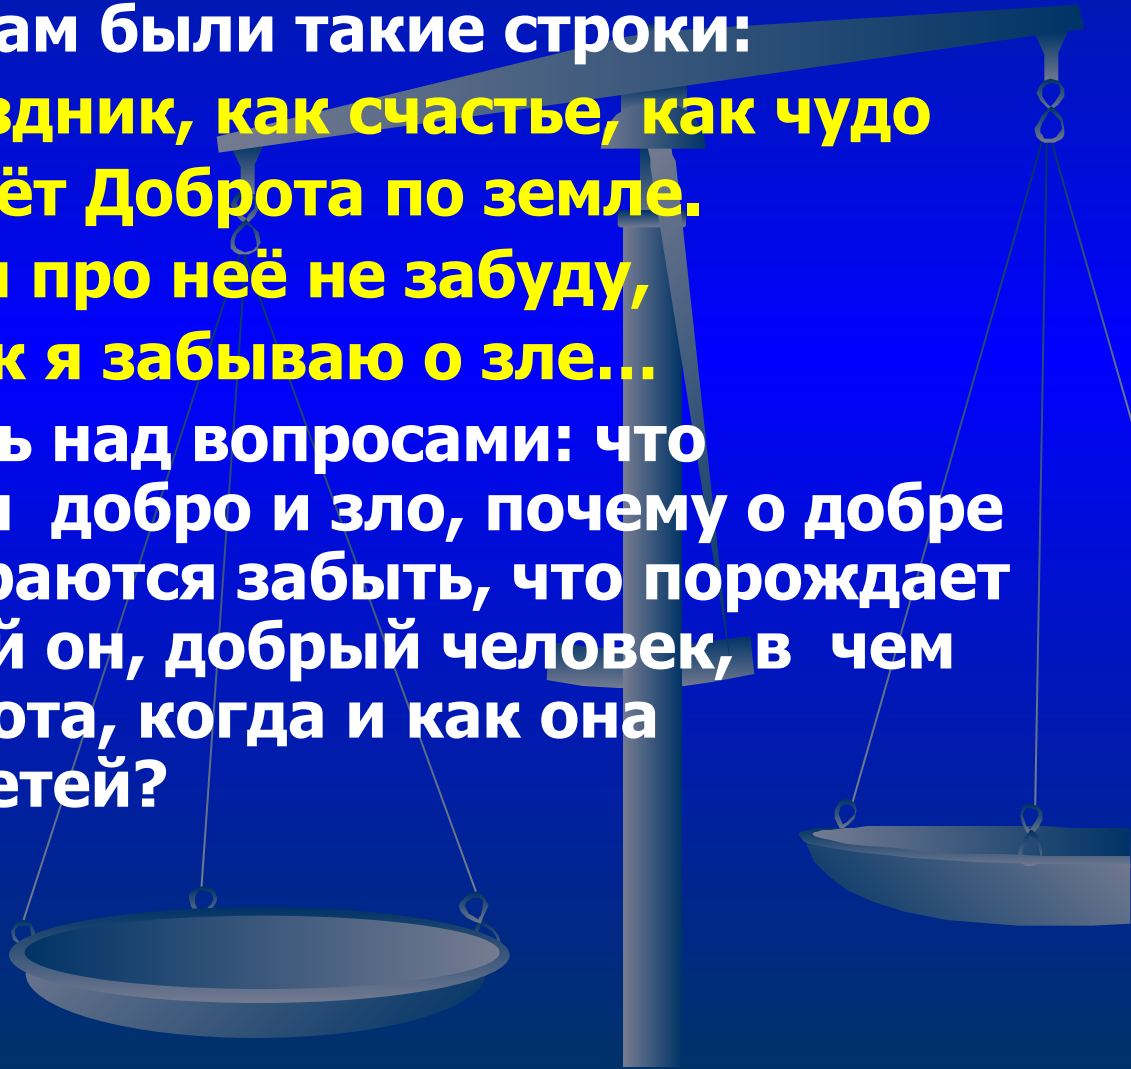 ам были такие строки:
здник, как счастье, как чудо
ёт Доброта по земле.
про неё не забуду,
к я забываю о зле...
ь над вопросами: что
добро и зло, почему о добре
раются забыть, что порождает
й он, добрый человек, в чем
ота, когда и как она
етей?